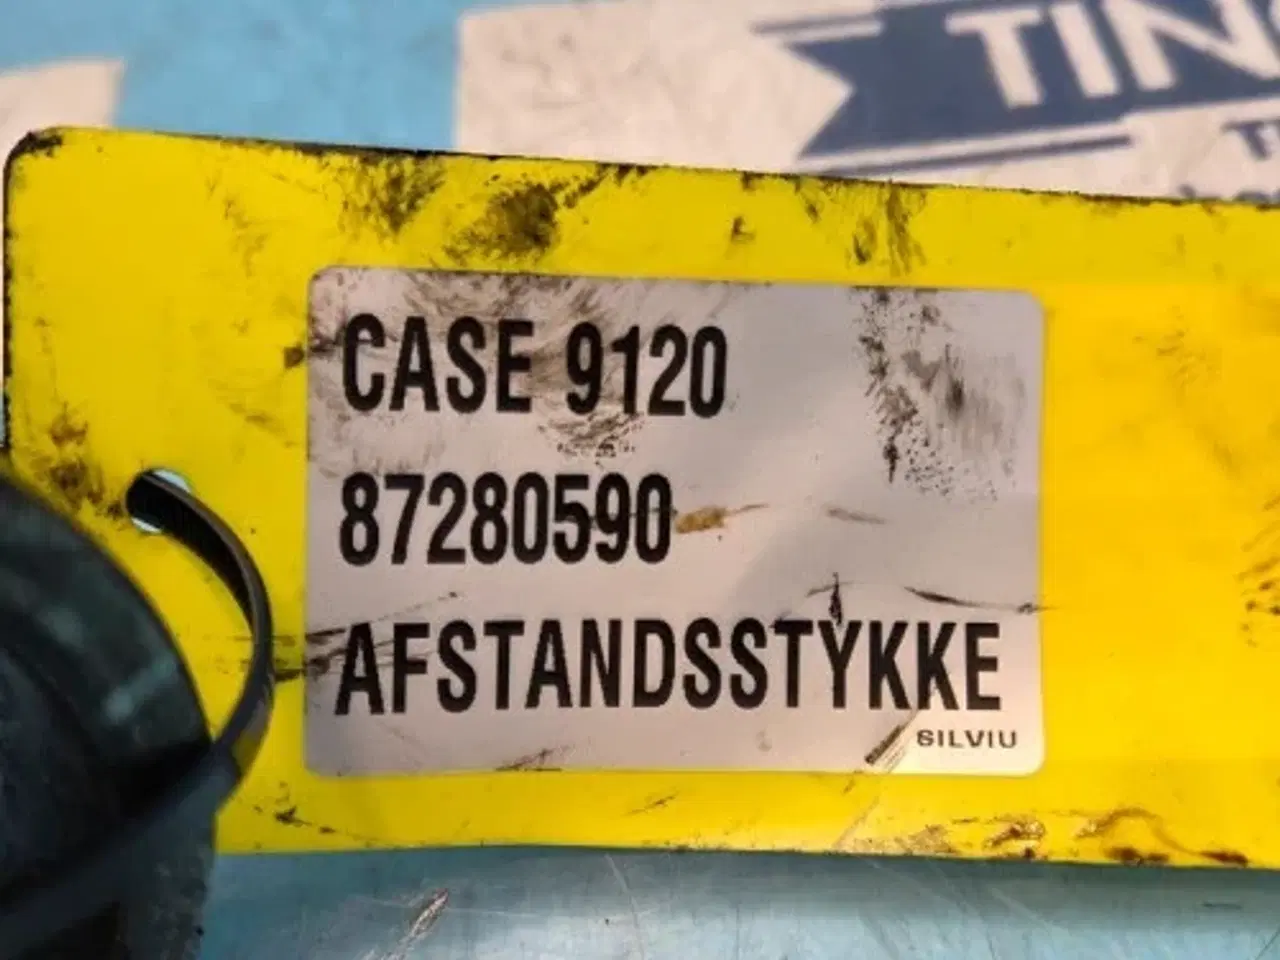 CASE 9120
87280590
AFSTANDSSTYKKE
SILVIU